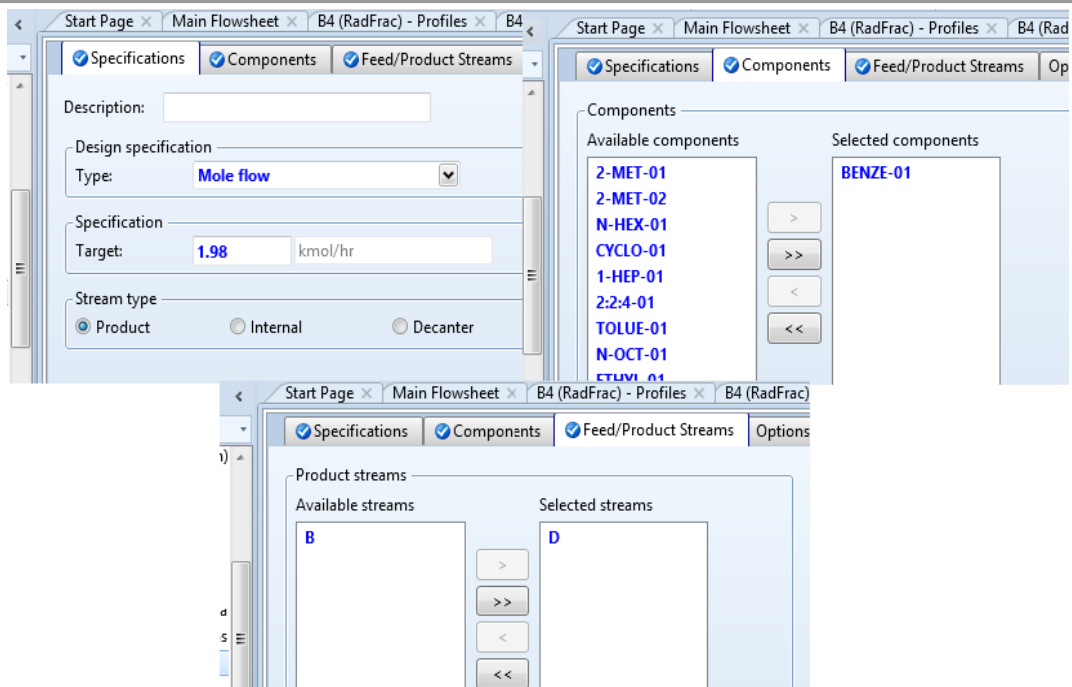 Start Page × Main Flowsheet × B4 (RadFrac) - Profiles × B4
Specifications Components Feed/Product Streams
Description:
Design specification
Type: Mole flow
Specification
Target: 1.98 kmol/hr
Stream type
Product Internal Decanter
Start Page × Main Flowsheet × B4 (RadFrac) - Profiles × B4 (Rad
Specifications Components Feed/Product Streams Op
Components
Available components Selected components
2-MET-01 BENZE-01
2-MET-02
N-HEX-01
CYCLO-01
1-HEP-01
2:2:4-01
TOLUE-01
N-OCT-01
ETHYL-01
>
>>
<
<<
Start Page × Main Flowsheet × B4 (RadFrac) - Profiles × B4 (RadFrac)
Specifications Components Feed/Product Streams Options
Product streams
Available streams Selected streams
B D
>
>>
<
<<